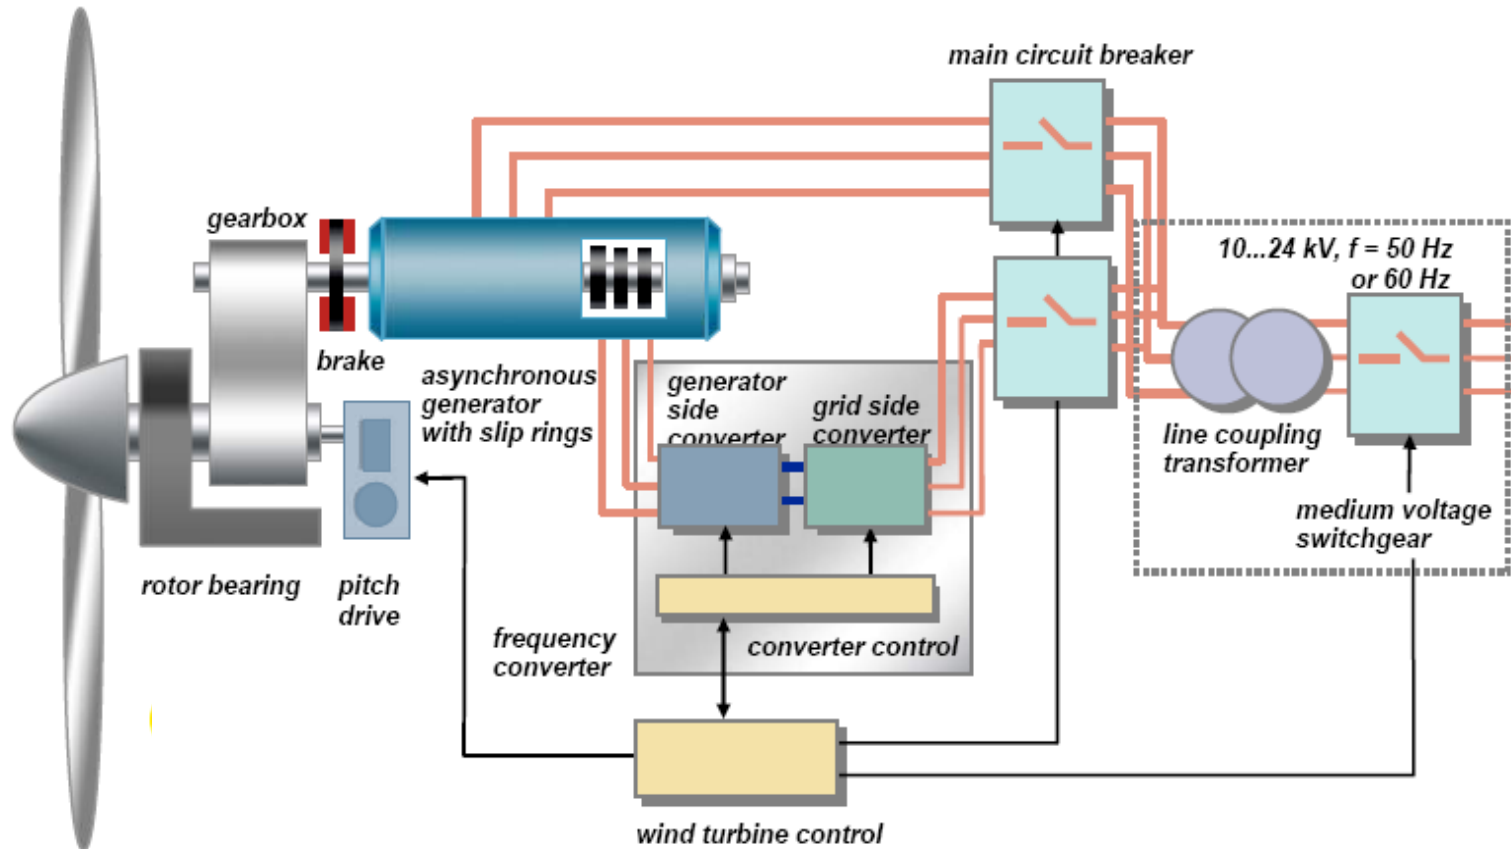 main circuit breaker
gearbox
10...24 kV, f = 50 Hz
or 60 Hz
brake
asynchronous
generator
with slip rings
generator
side
converter
grid side
converter
line coupling
transformer
medium voltage
switchgear
rotor bearing
pitch
drive
frequency
converter
converter control
wind turbine control